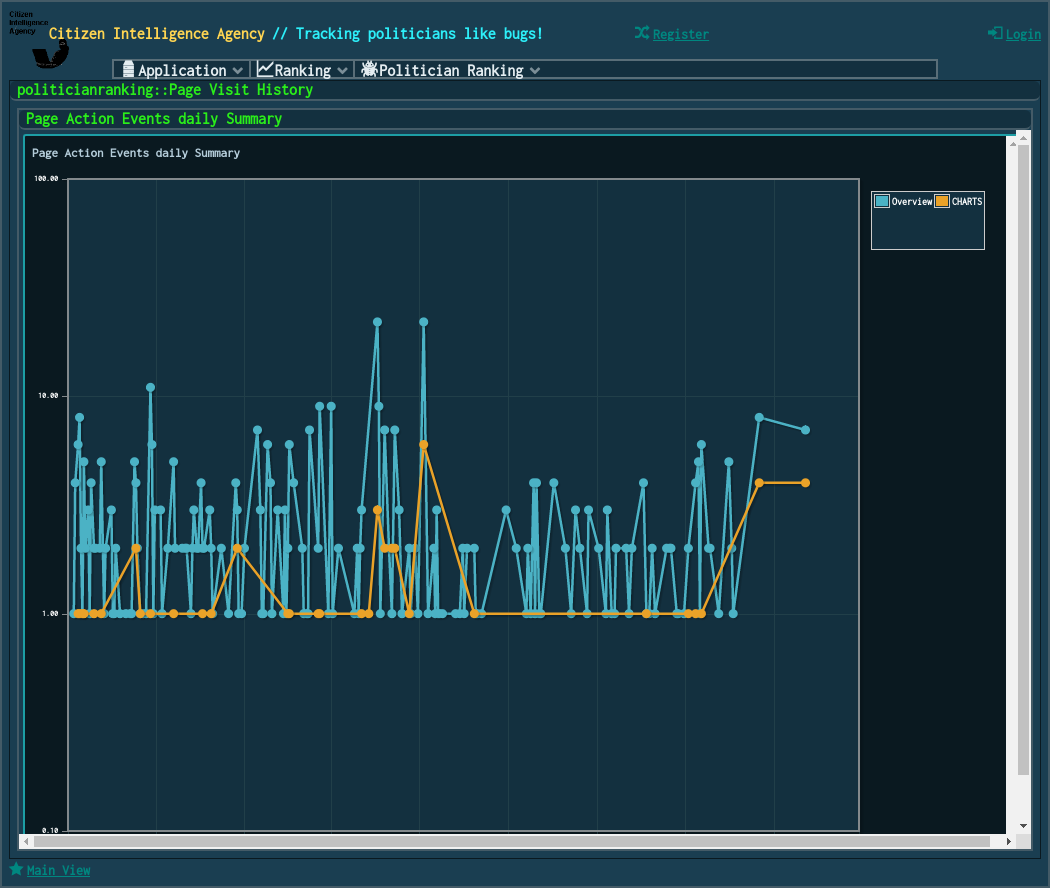 Citizen
Intelligence
Agency
Citizen Intelligence Agency // Tracking politicians like bugs!
Register
Login
Application
Ranking
Politician Ranking
politicianranking::Page Visit History
Page Action Events daily Summary
Page Action Events daily Summary
100.00
Overview CHARTS
10.00
1.00
0.10
Main View